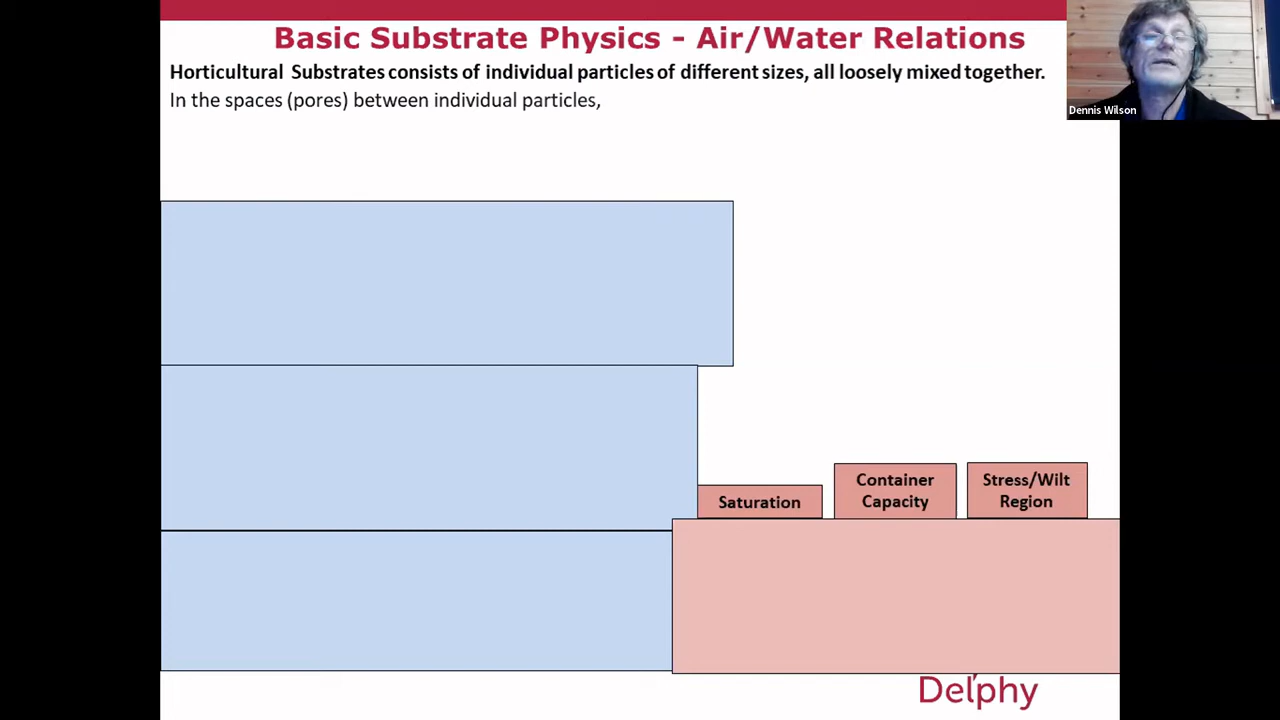 Basic Substrate Physics - Air/Water Relations
Horticultural Substrates consists of individual particles of different sizes, all loosely mixed together.
In the spaces (pores) between individual particles,
Dennis Wilson
Saturation
Container
Capacity
Stress/Wilt
Region
Delphy